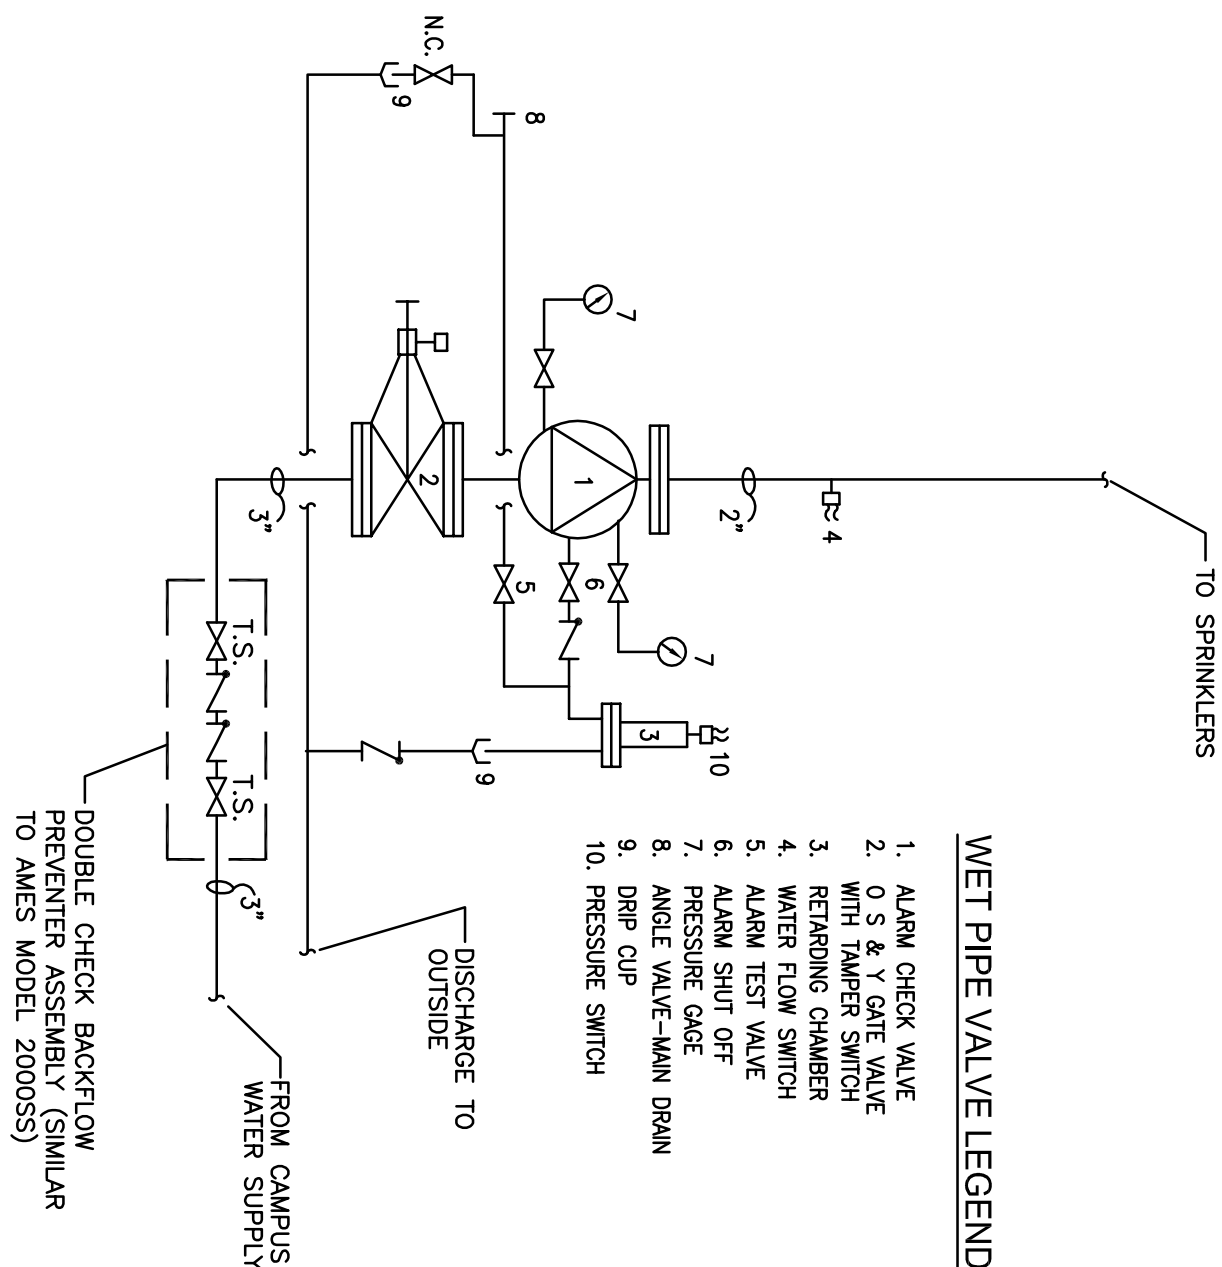 WET PIPE VALVE LEGEND
1. ALARM CHECK VALVE
2. O S & Y GATE VALVE
WITH TAMPER SWITCH
3. RETARDING CHAMBER
4. WATER FLOW SWITCH
5. ALARM TEST VALVE
6. ALARM SHUT OFF
7. PRESSURE GAGE
8. ANGLE VALVE-MAIN DRAIN
9. DRIP CUP
10. PRESSURE SWITCH
TO SPRINKLERS
4
2"
7
8
N.C.
9
1
2
6
5
7
3
10
9
3"
T.S.
T.S.
3"
DISCHARGE TO
OUTSIDE
FROM CAMPUS
WATER SUPPLY
DOUBLE CHECK BACKFLOW
PREVENTER ASSEMBLY (SIMILAR
TO AMES MODEL 2000SS)